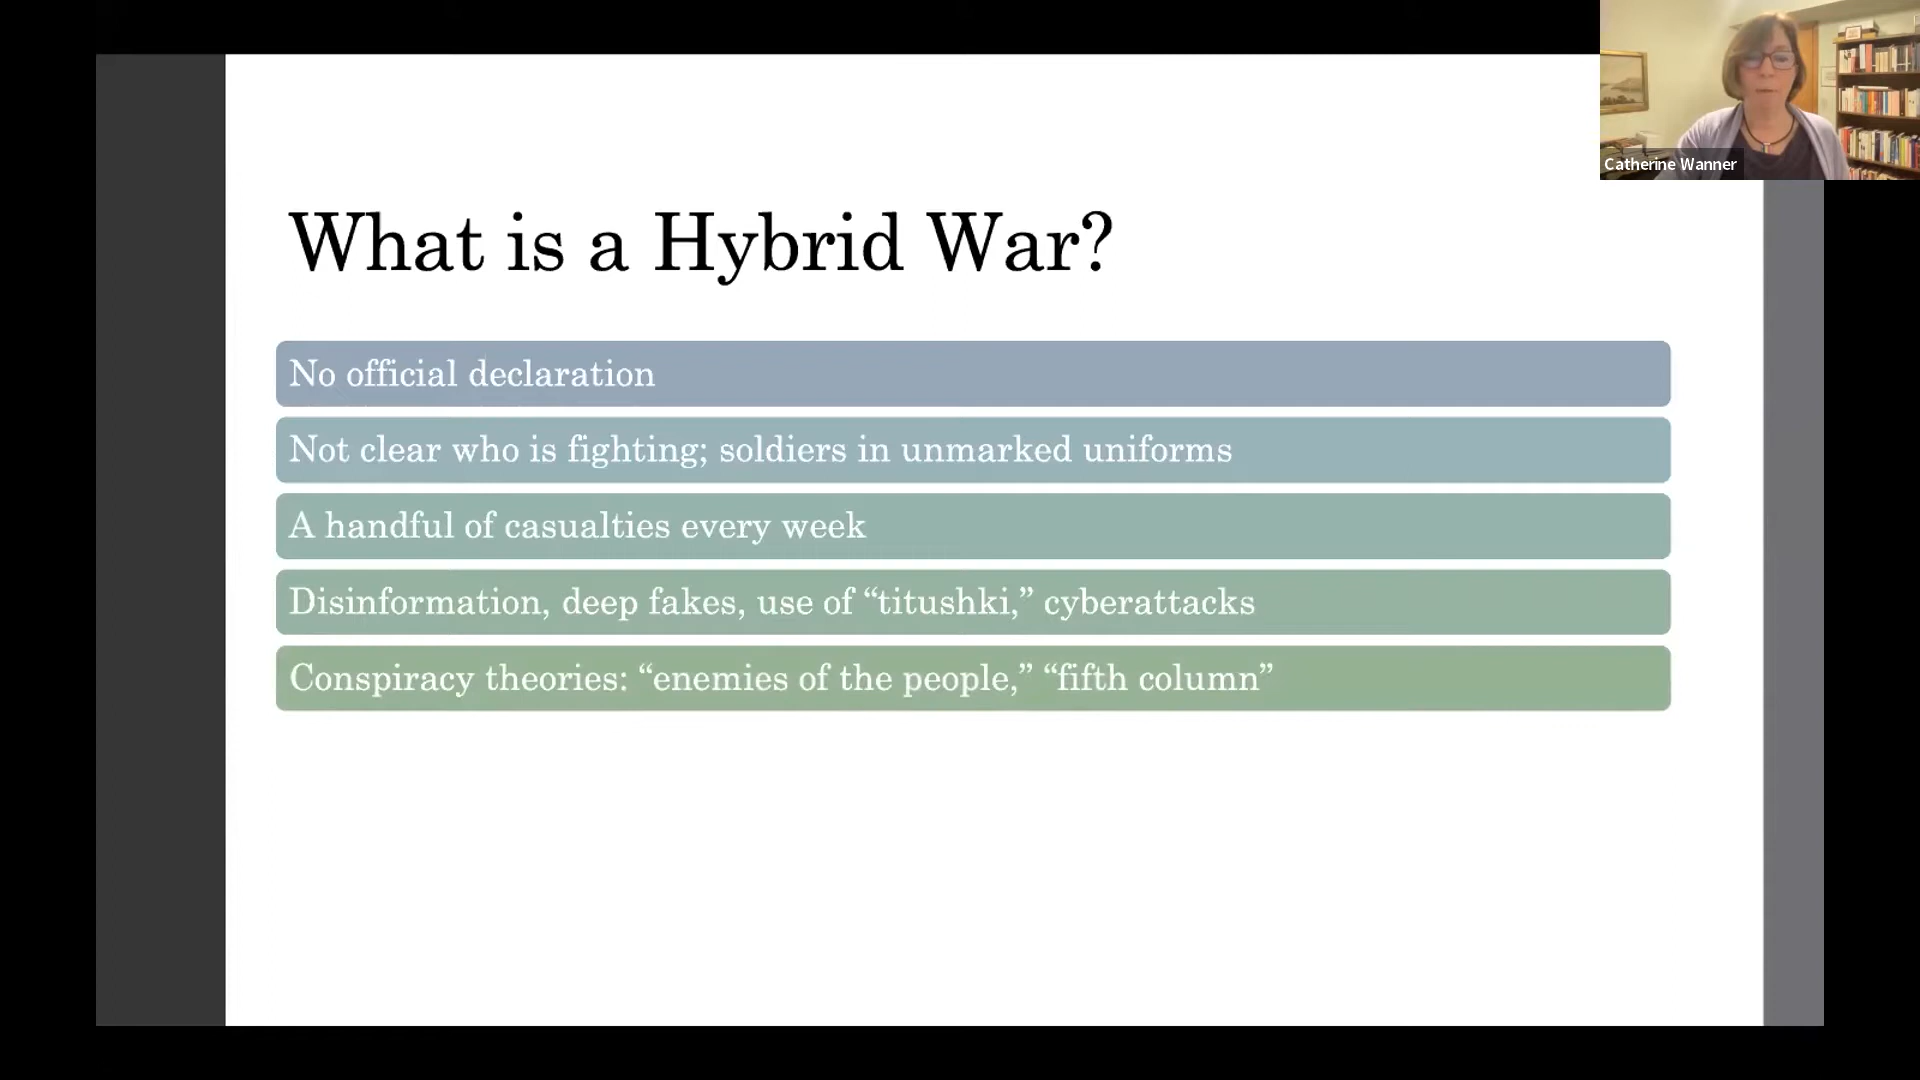 Catherine Wanner
What is a Hybrid War?
No official declaration
Not clear who is fighting; soldiers in unmarked uniforms
A handful of casualties every week
Disinformation, deep fakes, use of “titushki,” cyberattacks
Conspiracy theories: “enemies of the people,” “fifth column”